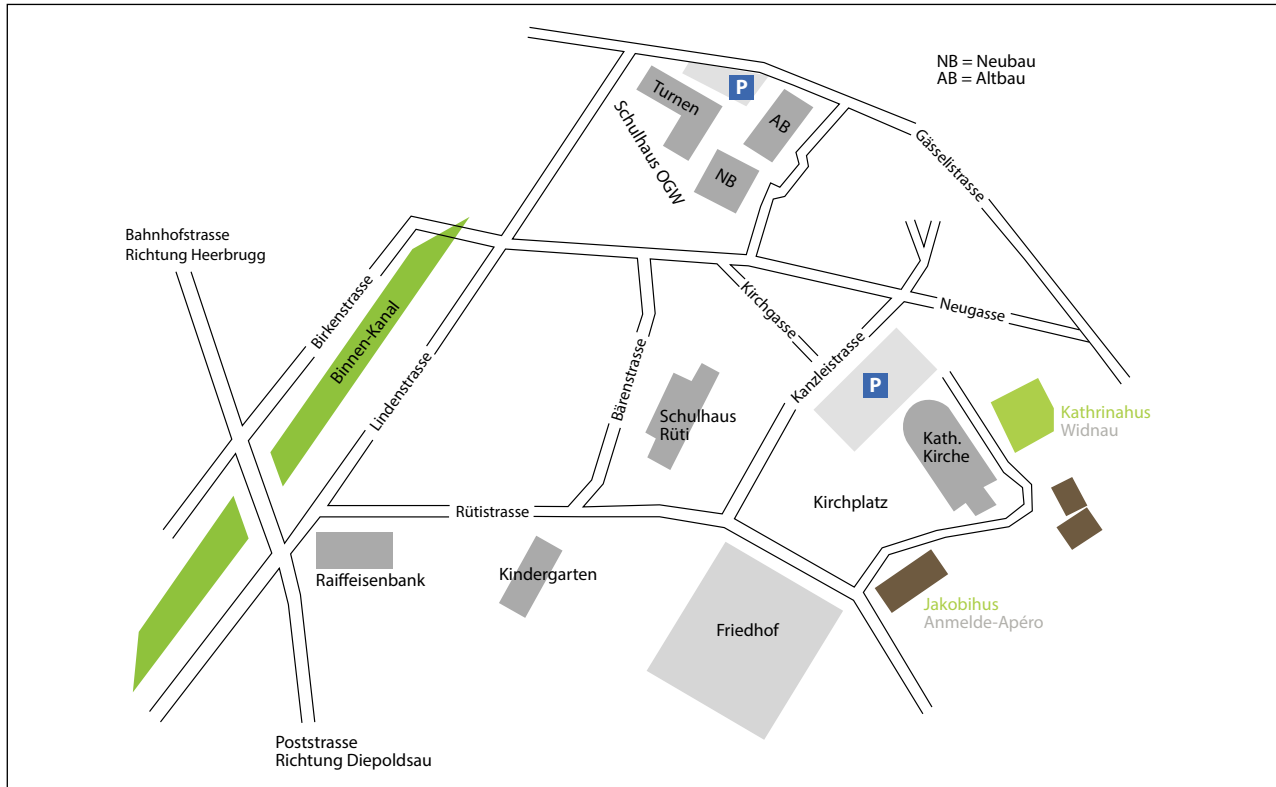 NB = Neubau
AB = Altbau
P
Turnen
AB
NB
Schulhaus OGW
Gässelistrasse
Bahnhofstrasse
Richtung Heerbrugg
Birkenstrasse
Binnen-Kanal
Lindenstrasse
Bärenstrasse
Kirchgasse
Kanzleistrasse
Neugasse
P
Schulhaus
Rüti
Kath.
Kirche
Kathrinahus
Widnau
Kirchplatz
Rütistrasse
Raiffeisenbank
Kindergarten
Friedhof
Jakobihus
Anmelde-Apéro
Poststrasse
Richtung Diepoldsau